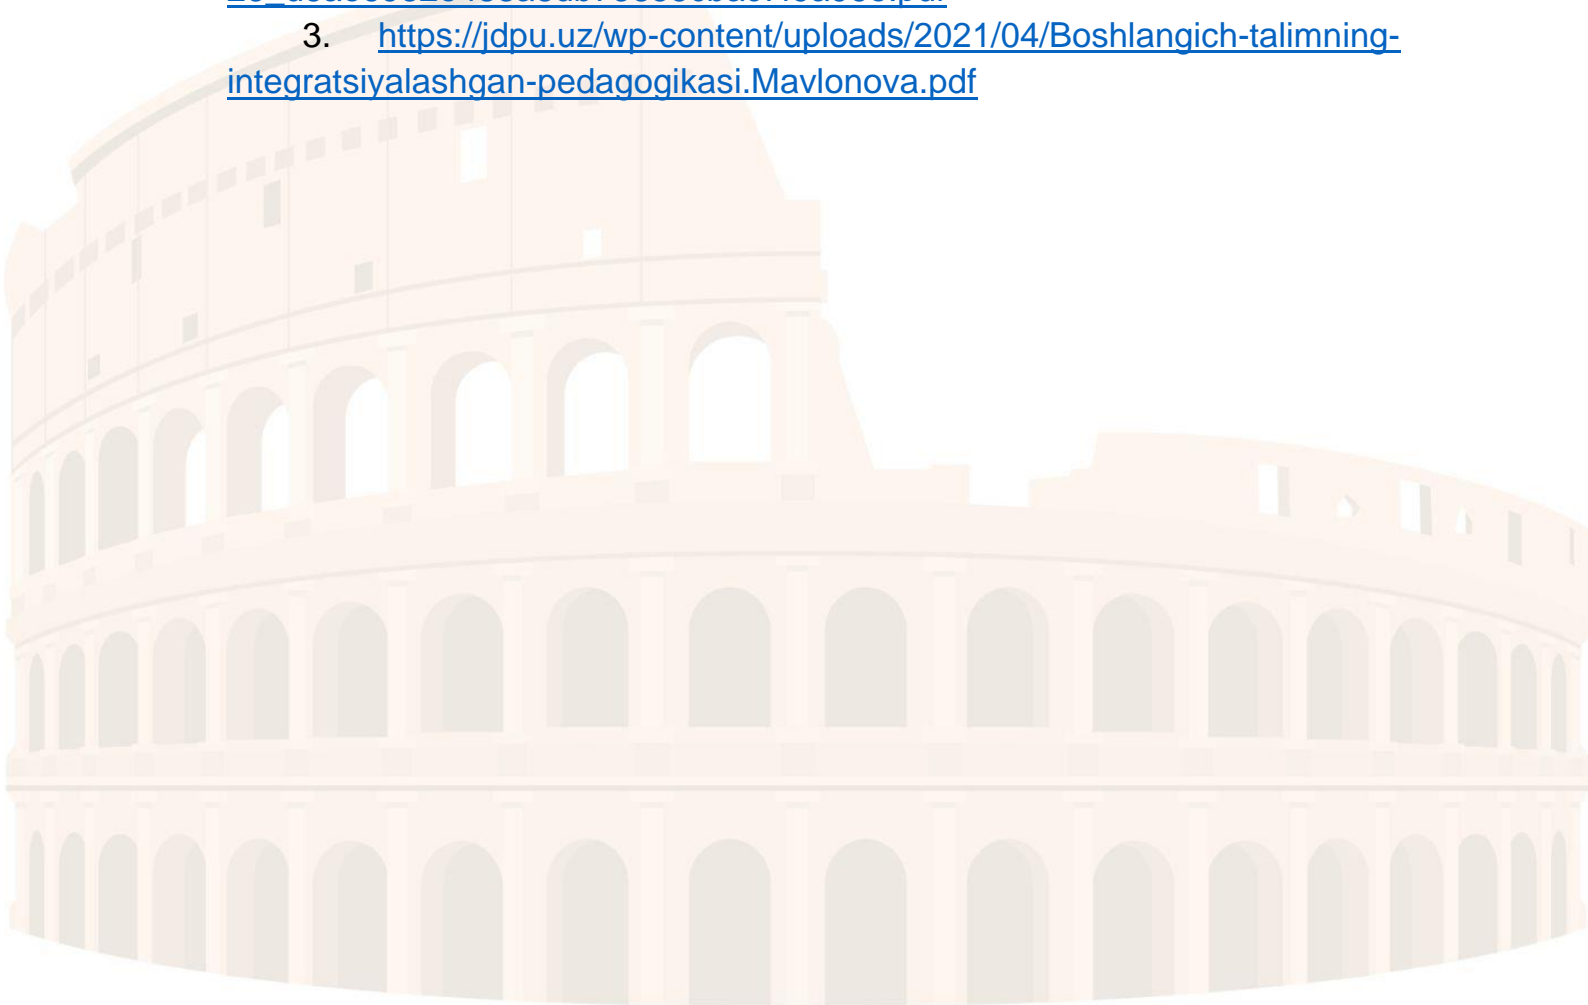 3. https://jdpu.uz/wp-content/uploads/2021/04/Boshlangich-talimning-
integratsiyalashgan-pedagogikasi.Mavlonova.pdf